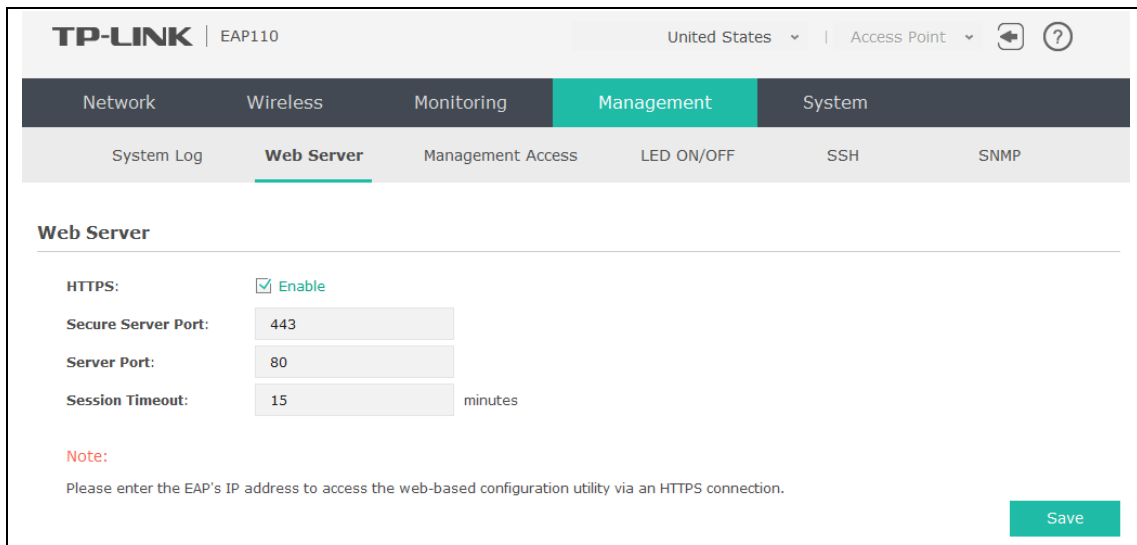 TP-LINK | EAP110 United States | Access Point ?
Network Wireless Monitoring Management System
System Log Web Server Management Access LED ON/OFF SSH SNMP
Web Server
HTTPS: Enable
Secure Server Port: 443
Server Port: 80
Session Timeout: 15 minutes
Note:
Please enter the EAP's IP address to access the web-based configuration utility via an HTTPS connection.
Save